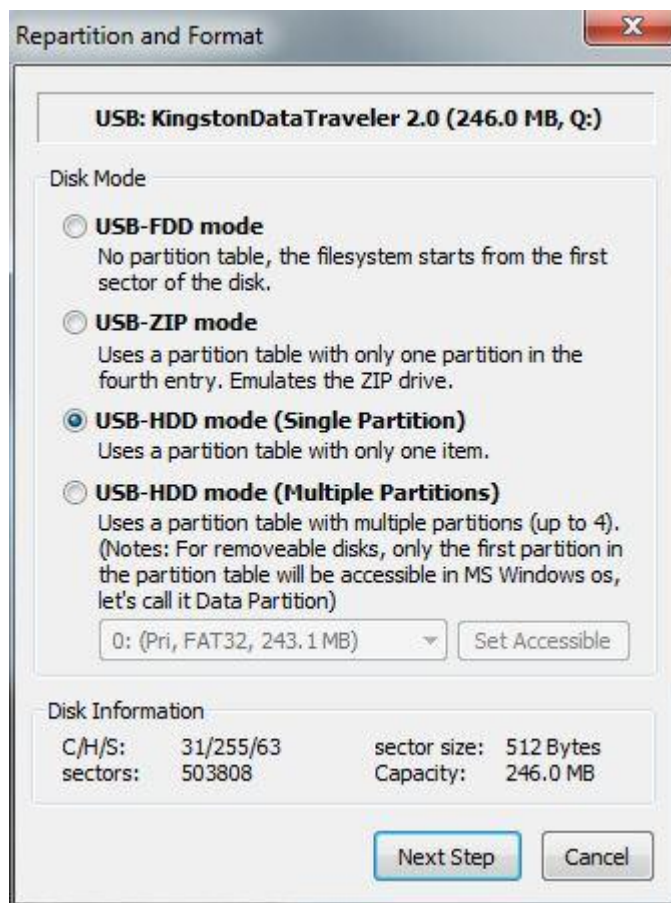 Repartition and Format
USB: KingstonDataTraveler 2.0 (246.0 MB, Q:)
Disk Mode
USB-FDD mode
No partition table, the filesystem starts from the first
sector of the disk.
USB-ZIP mode
Uses a partition table with only one partition in the
fourth entry. Emulates the ZIP drive.
USB-HDD mode (Single Partition)
Uses a partition table with only one item.
USB-HDD mode (Multiple Partitions)
Uses a partition table with multiple partitions (up to 4).
(Notes: For removeable disks, only the first partition in
the partition table will be accessible in MS Windows os,
let's call it Data Partition)
0: (Pri, FAT32, 243.1MB) Set Accessible
Disk Information
C/H/S: 31/255/63 sector size: 512 Bytes
sectors: 503808 Capacity: 246.0 MB
Next Step Cancel